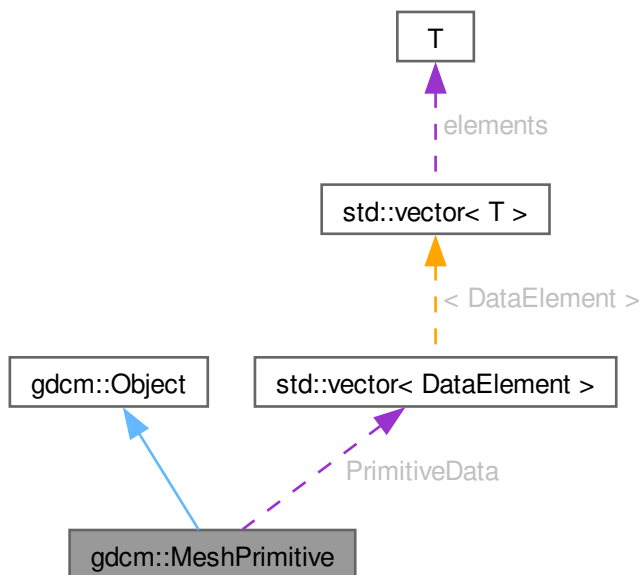 T
elements
std::vector< T >
< DataElement >
gdcm::Object
std::vector< DataElement >
PrimitiveData
gdcm::MeshPrimitive